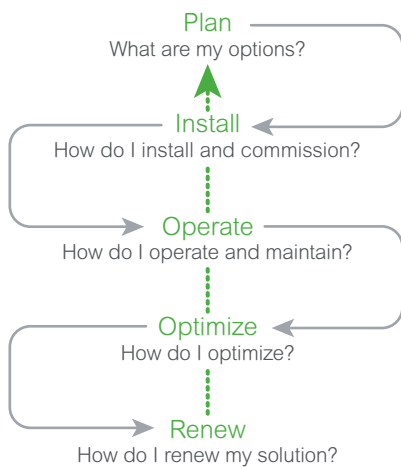 Plan
What are my options?
Install
How do I install and commission?
Operate
How do I operate and maintain?
Optimize
How do I optimize?
Renew
How do I renew my solution?